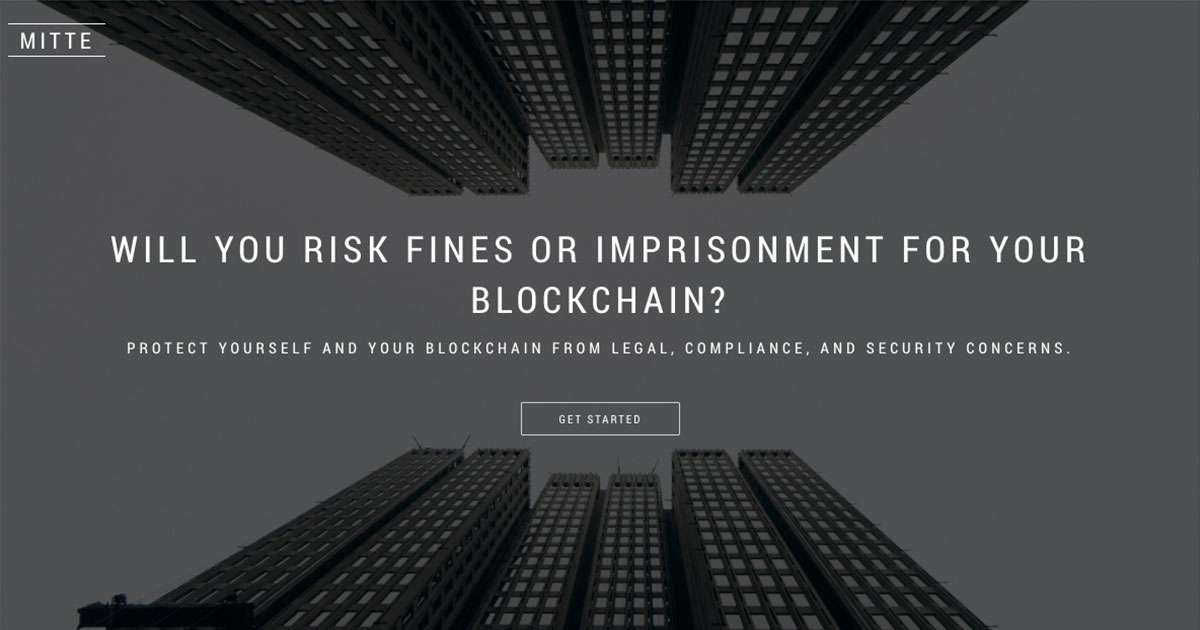 MITTE
WILL YOU RISK FINES OR IMPRISONMENT FOR YOUR
BLOCKCHAIN?
PROTECT YOURSELF AND YOUR BLOCKCHAIN FROM LEGAL, COMPLIANCE, AND SECURITY CONCERNS.
GET STARTED